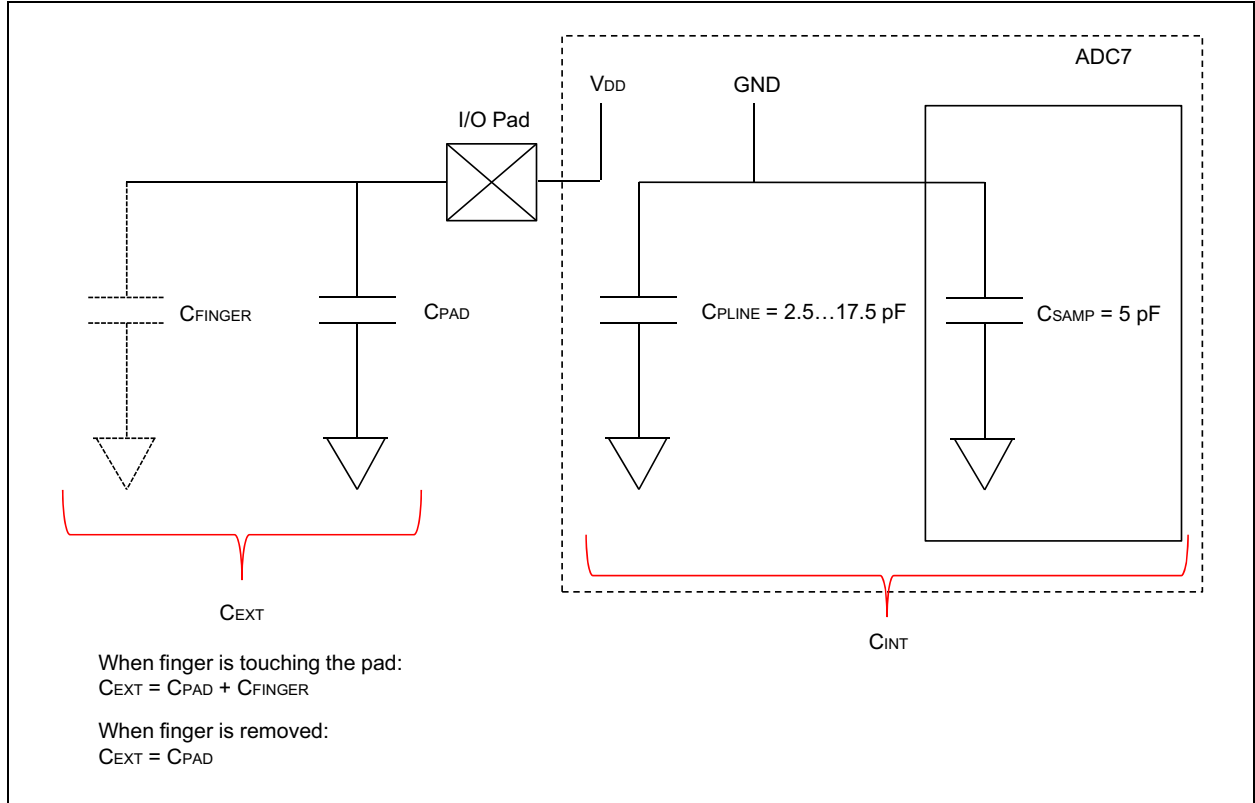 ADC7
VDD
GND
I/O Pad
CFINGER
CPAD
CPLINE = 2.5…17.5 pF
CSAMP = 5 pF
CEXT
CINT
When finger is touching the pad:
CEXT = CPAD + CFINGER
When finger is removed:
CEXT = CPAD